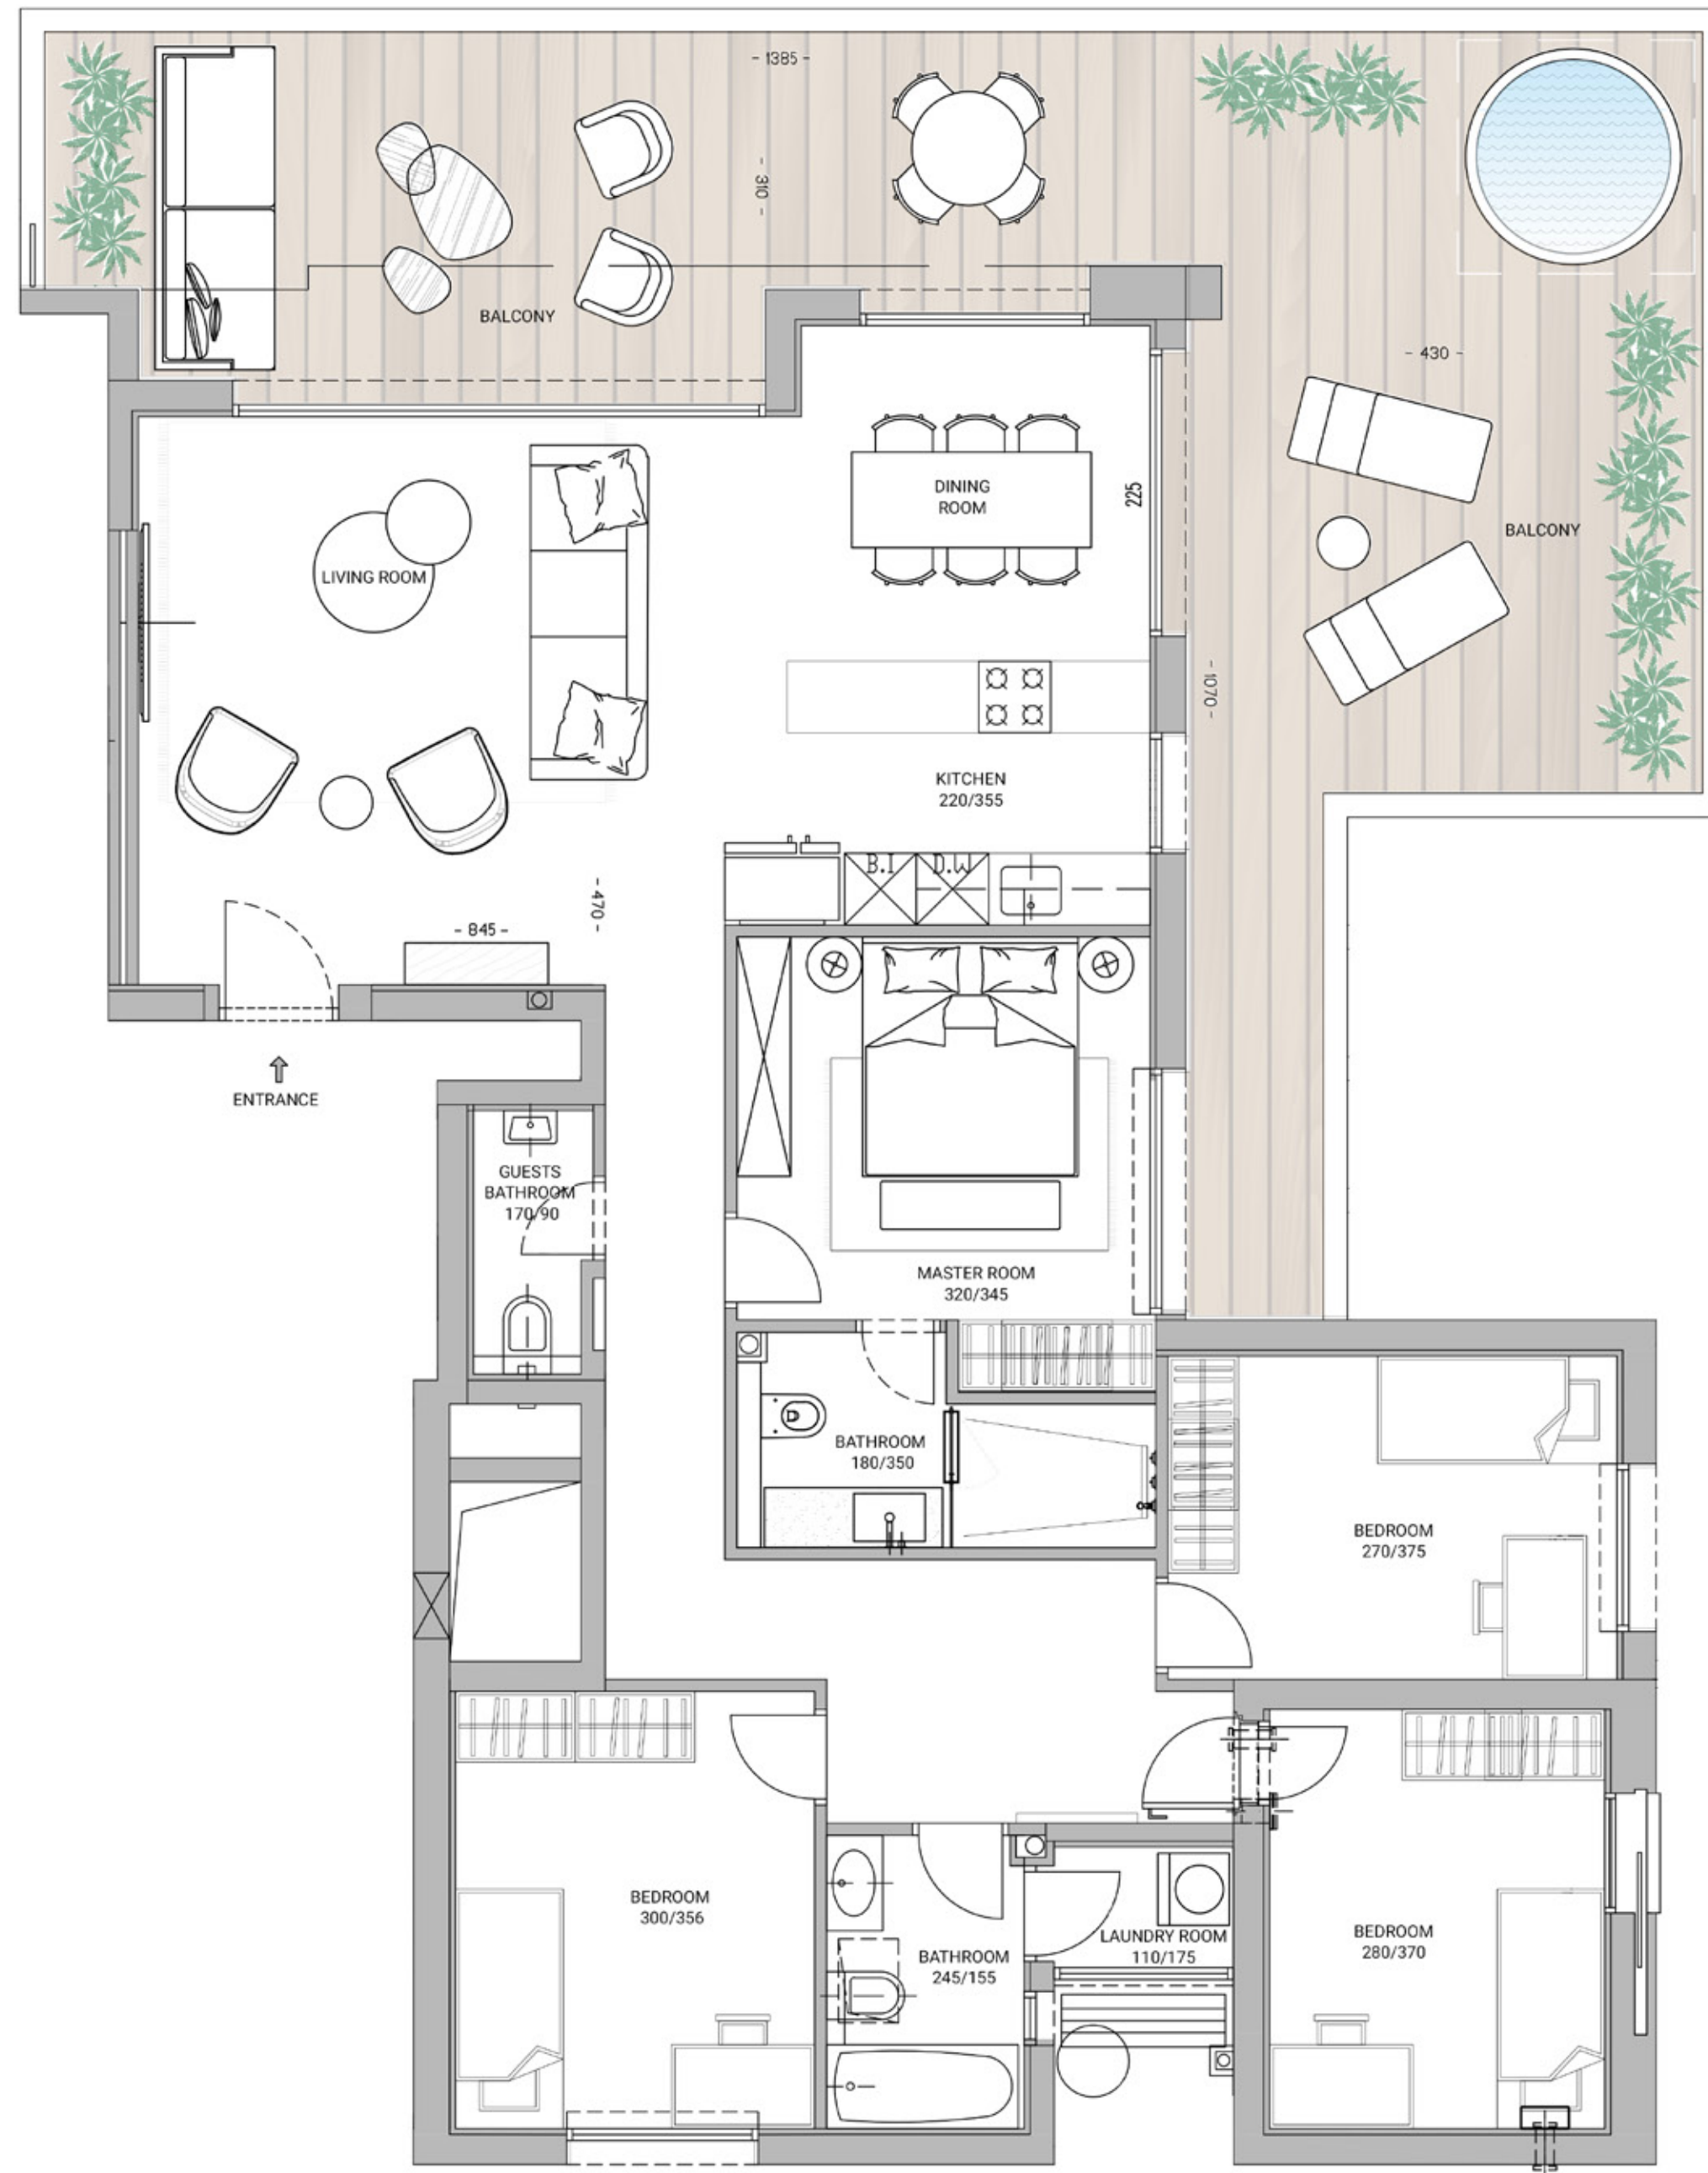 - 1385 -
- 310 -
BALCONY
- 430 -
BALCONY
DINING
ROOM
225
LIVING ROOM
- 1070 -
KITCHEN
220/355
B.I
D.W
- 470 -
- 845 -
ENTRANCE
GUESTS
BATHROOM
170/90
MASTER ROOM
320/345
BATHROOM
180/350
BEDROOM
270/375
BEDROOM
300/356
BATHROOM
245/155
LAUNDRY ROOM
110/175
BEDROOM
280/370